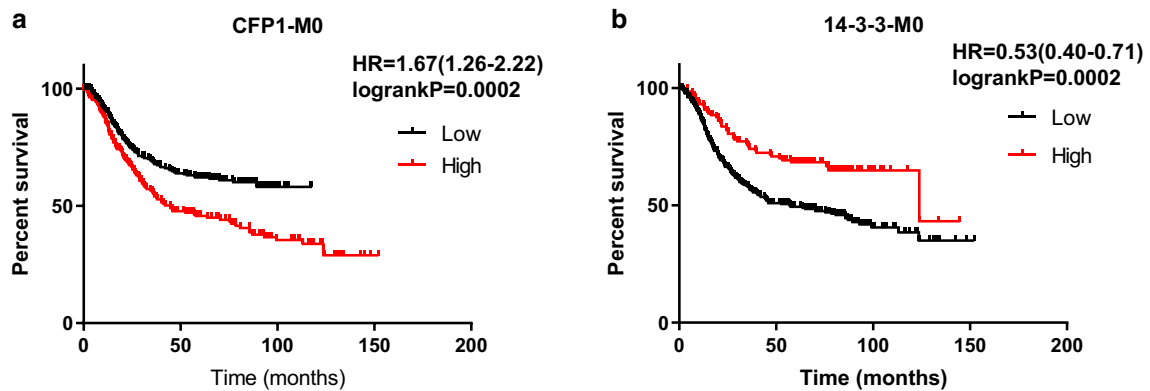 a
CFP1-M0
HR=1.67(1.26-2.22)
logrankP=0.0002
Low
High
Percent survival
100
50
0
0 50 100 150 200
Time (months)
b
14-3-3-M0
HR=0.53(0.40-0.71)
logrankP=0.0002
Low
High
Percent survival
100
50
0
0 50 100 150 200
Time (months)